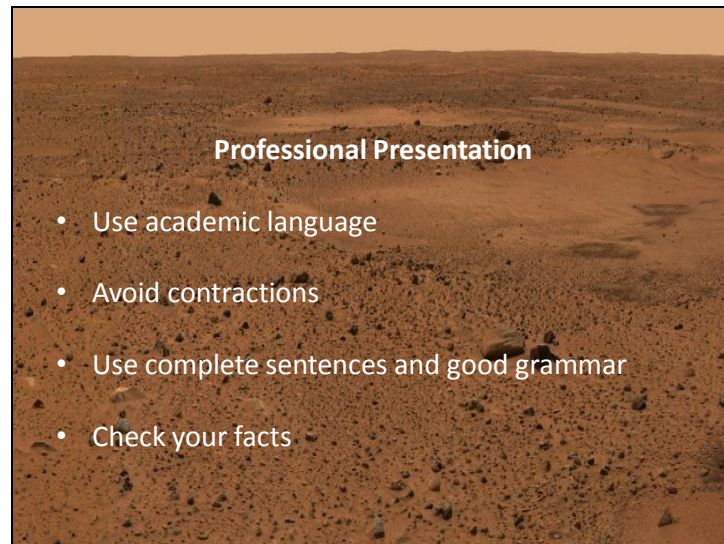 Professional Presentation
• Use academic language
• Avoid contractions
• Use complete sentences and good grammar
• Check your facts